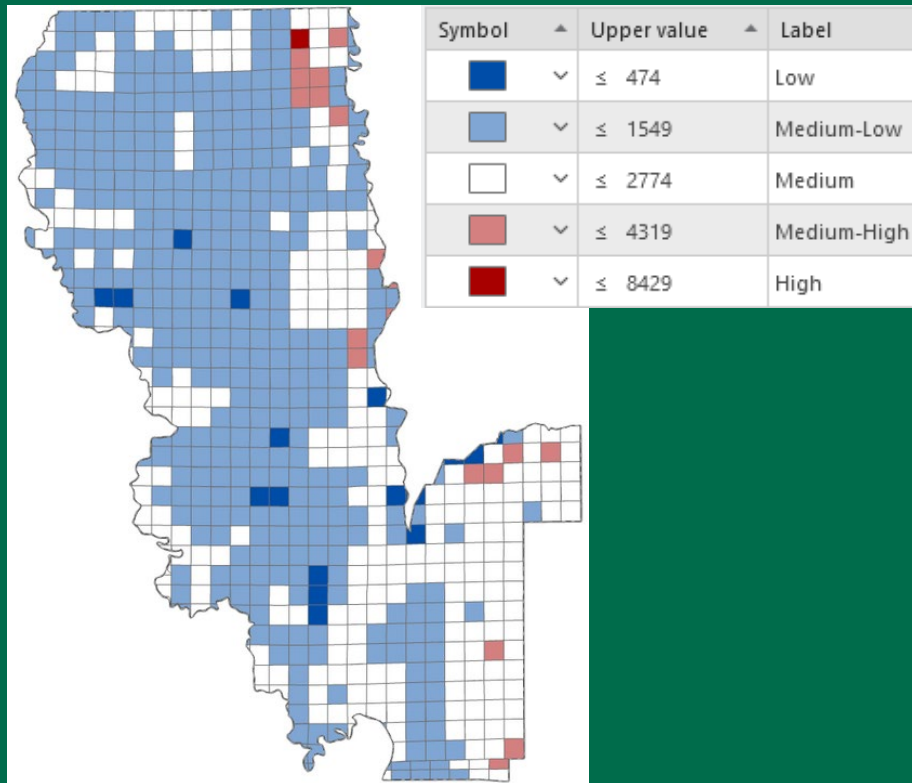 Symbol Upper value Label
≤ 474 Low
≤ 1549 Medium-Low
≤ 2774 Medium
≤ 4319 Medium-High
≤ 8429 High